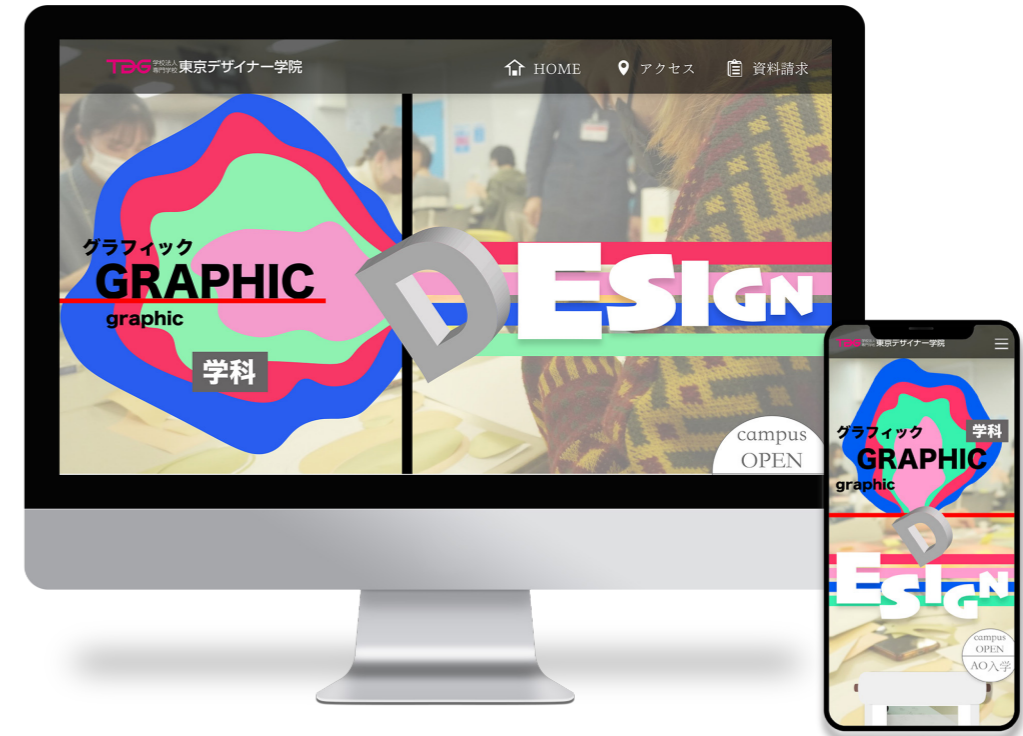 TDG 学校法人 専門学校 東京デザイナー学院
HOME アクセス 資料請求
グラフィック
GRAPHIC
graphic
学科
DESIGN
campus
OPEN
東京デザイナー学院
グラフィック
学科
GRAPHIC
graphic
DESIGN
campus
OPEN
AO入学